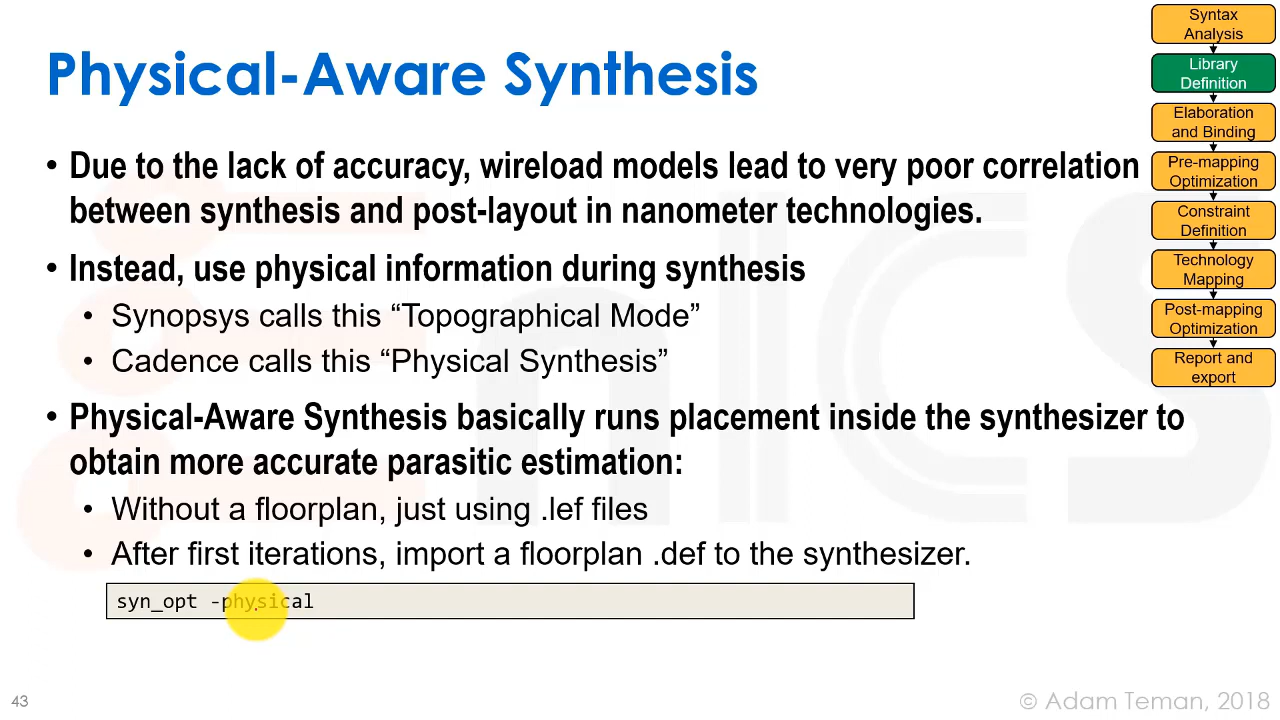 Physical-Aware Synthesis
• Due to the lack of accuracy, wireload models lead to very poor correlation
between synthesis and post-layout in nanometer technologies.
• Instead, use physical information during synthesis
• Synopsys calls this “Topographical Mode”
• Cadence calls this “Physical Synthesis”
• Physical-Aware Synthesis basically runs placement inside the synthesizer to
obtain more accurate parasitic estimation:
• Without a floorplan, just using .lef files
• After first iterations, import a floorplan .def to the synthesizer.
syn_opt -physical
Syntax
Analysis
Library
Definition
Elaboration
and Binding
Pre-mapping
Optimization
Constraint
Definition
Technology
Mapping
Post-mapping
Optimization
Report and
export
43
© Adam Teman, 2018